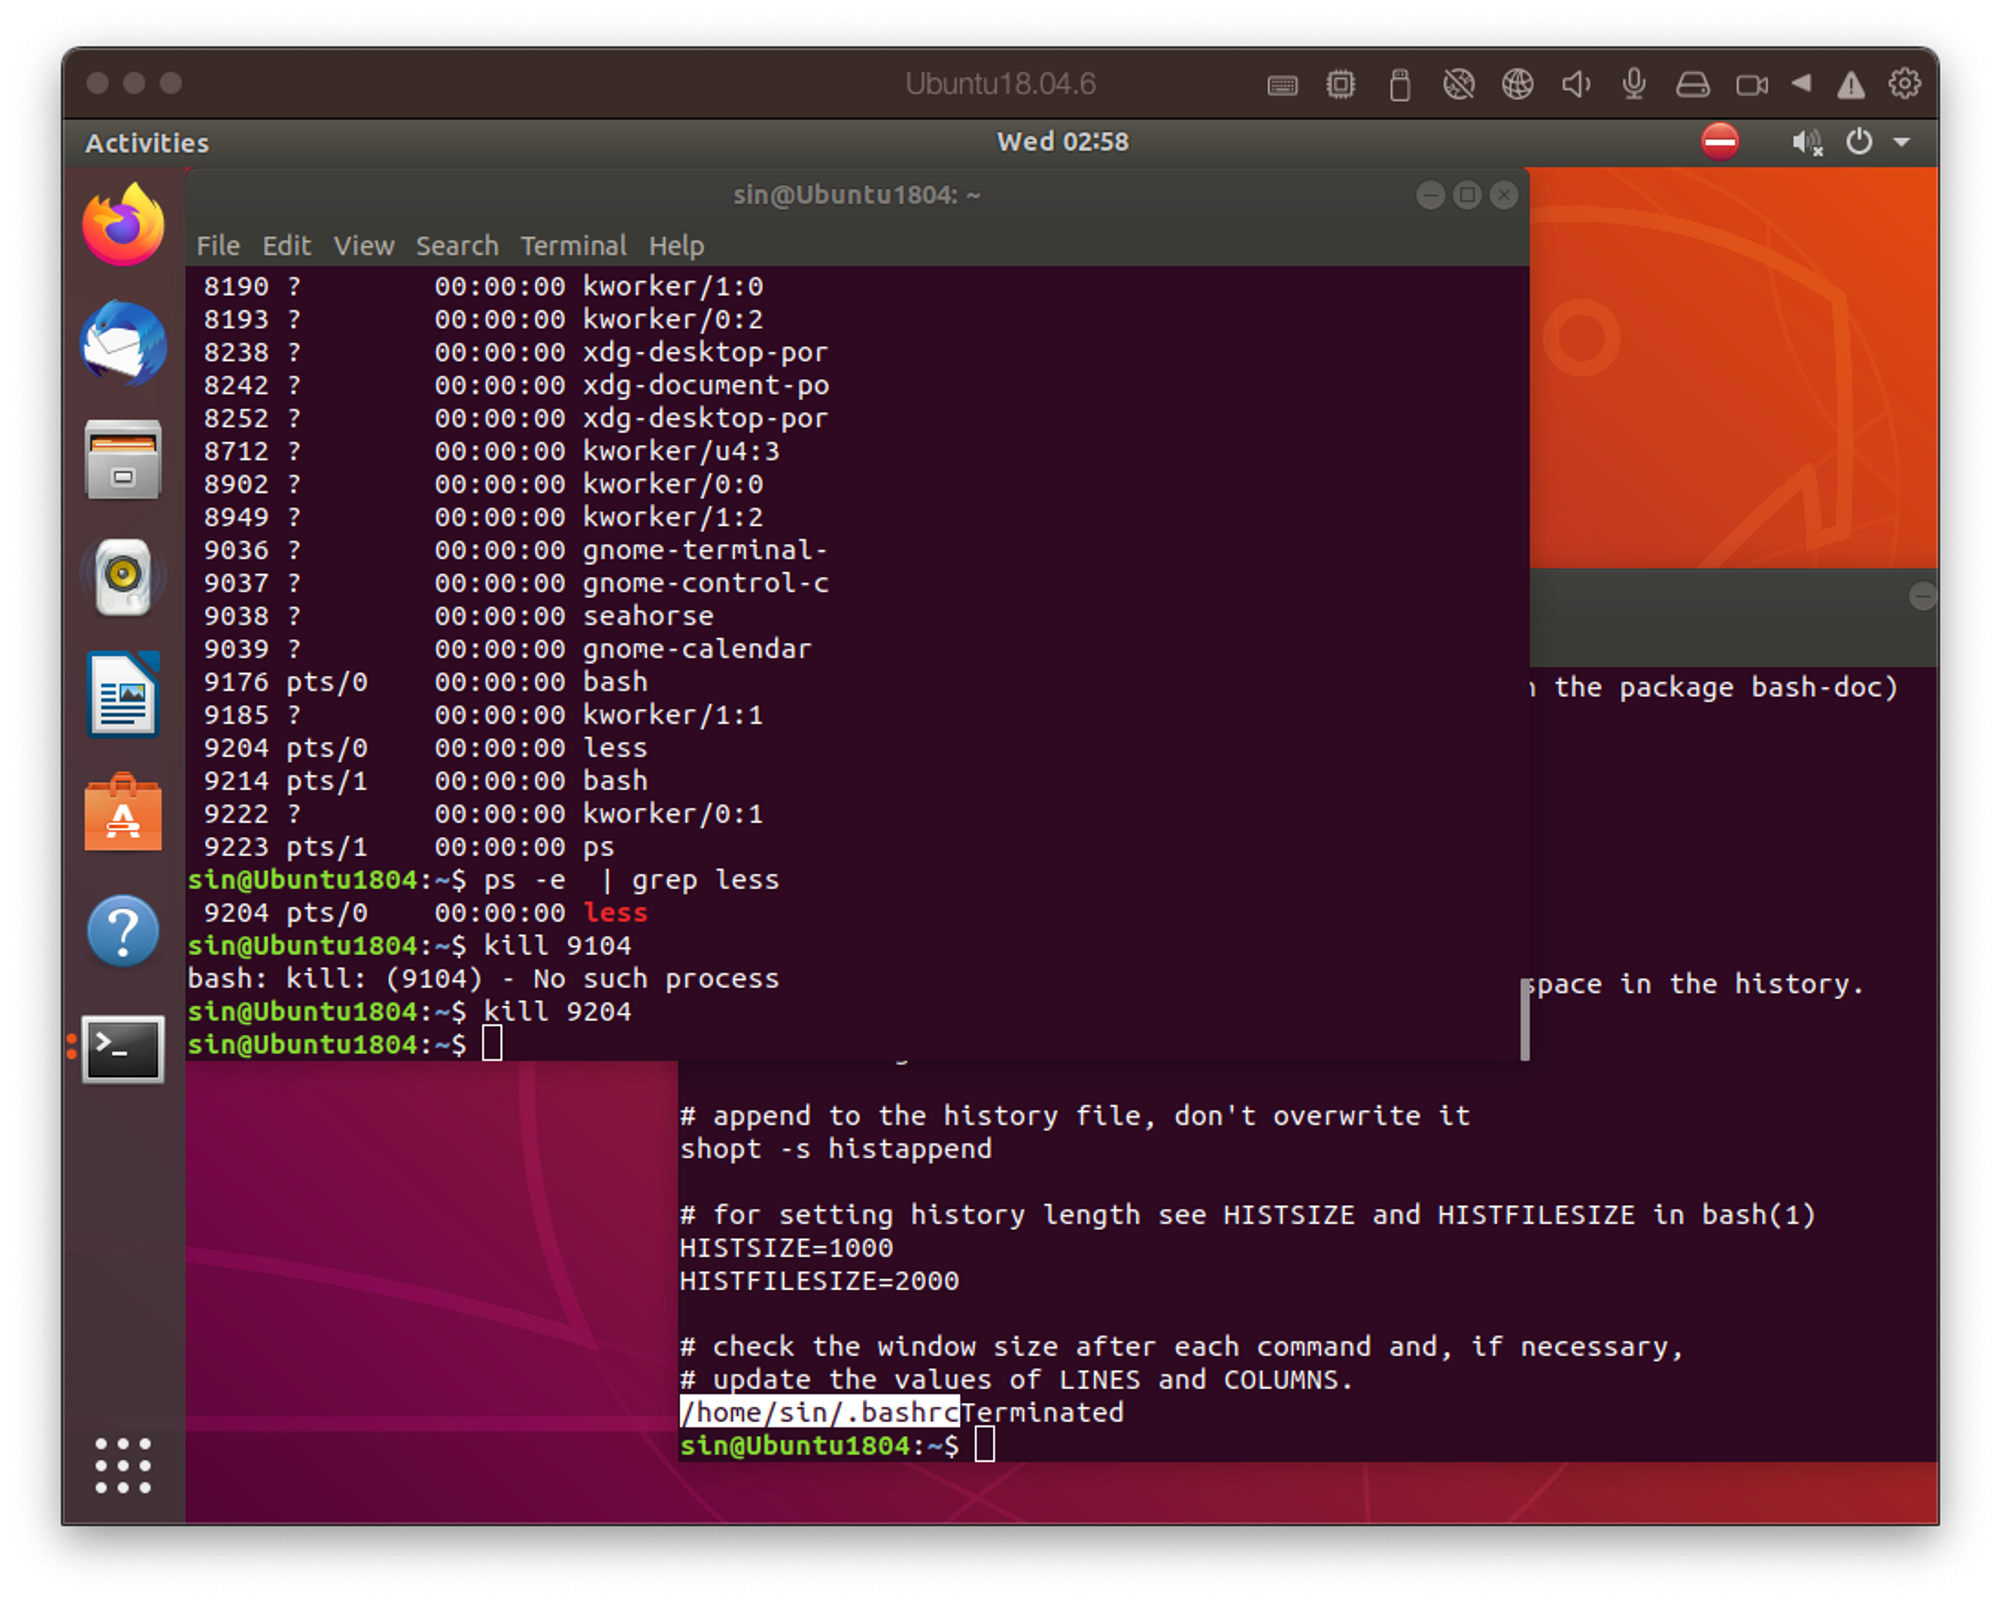 Ubuntu18.04.6
Activities
Wed 02:58
sin@Ubuntu1804: ~
File Edit View Search Terminal Help
8190 ?        00:00:00 kworker/1:0
8193 ?        00:00:00 kworker/0:2
8238 ?        00:00:00 xdg-desktop-por
8242 ?        00:00:00 xdg-document-po
8252 ?        00:00:00 xdg-desktop-por
8712 ?        00:00:00 kworker/u4:3
8902 ?        00:00:00 kworker/0:0
8949 ?        00:00:00 kworker/1:2
9036 ?        00:00:00 gnome-terminal-
9037 ?        00:00:00 gnome-control-c
9038 ?        00:00:00 seahorse
9039 ?        00:00:00 gnome-calendar
9176 pts/0    00:00:00 bash
9185 ?        00:00:00 kworker/1:1
9204 pts/0    00:00:00 less
9214 pts/1    00:00:00 bash
9222 ?        00:00:00 kworker/0:1
9223 pts/1    00:00:00 ps
sin@Ubuntu1804:~$ ps -e  | grep less
9204 pts/0    00:00:00 less
sin@Ubuntu1804:~$ kill 9104
bash: kill: (9104) - No such process
sin@Ubuntu1804:~$ kill 9204
sin@Ubuntu1804:~$
the package bash-doc)
space in the history.
# append to the history file, don't overwrite it
shopt -s histappend
# for setting history length see HISTSIZE and HISTFILESIZE in bash(1)
HISTSIZE=1000
HISTFILESIZE=2000
# check the window size after each command and, if necessary,
# update the values of LINES and COLUMNS.
/home/sin/.bashrcTerminated
sin@Ubuntu1804:~$